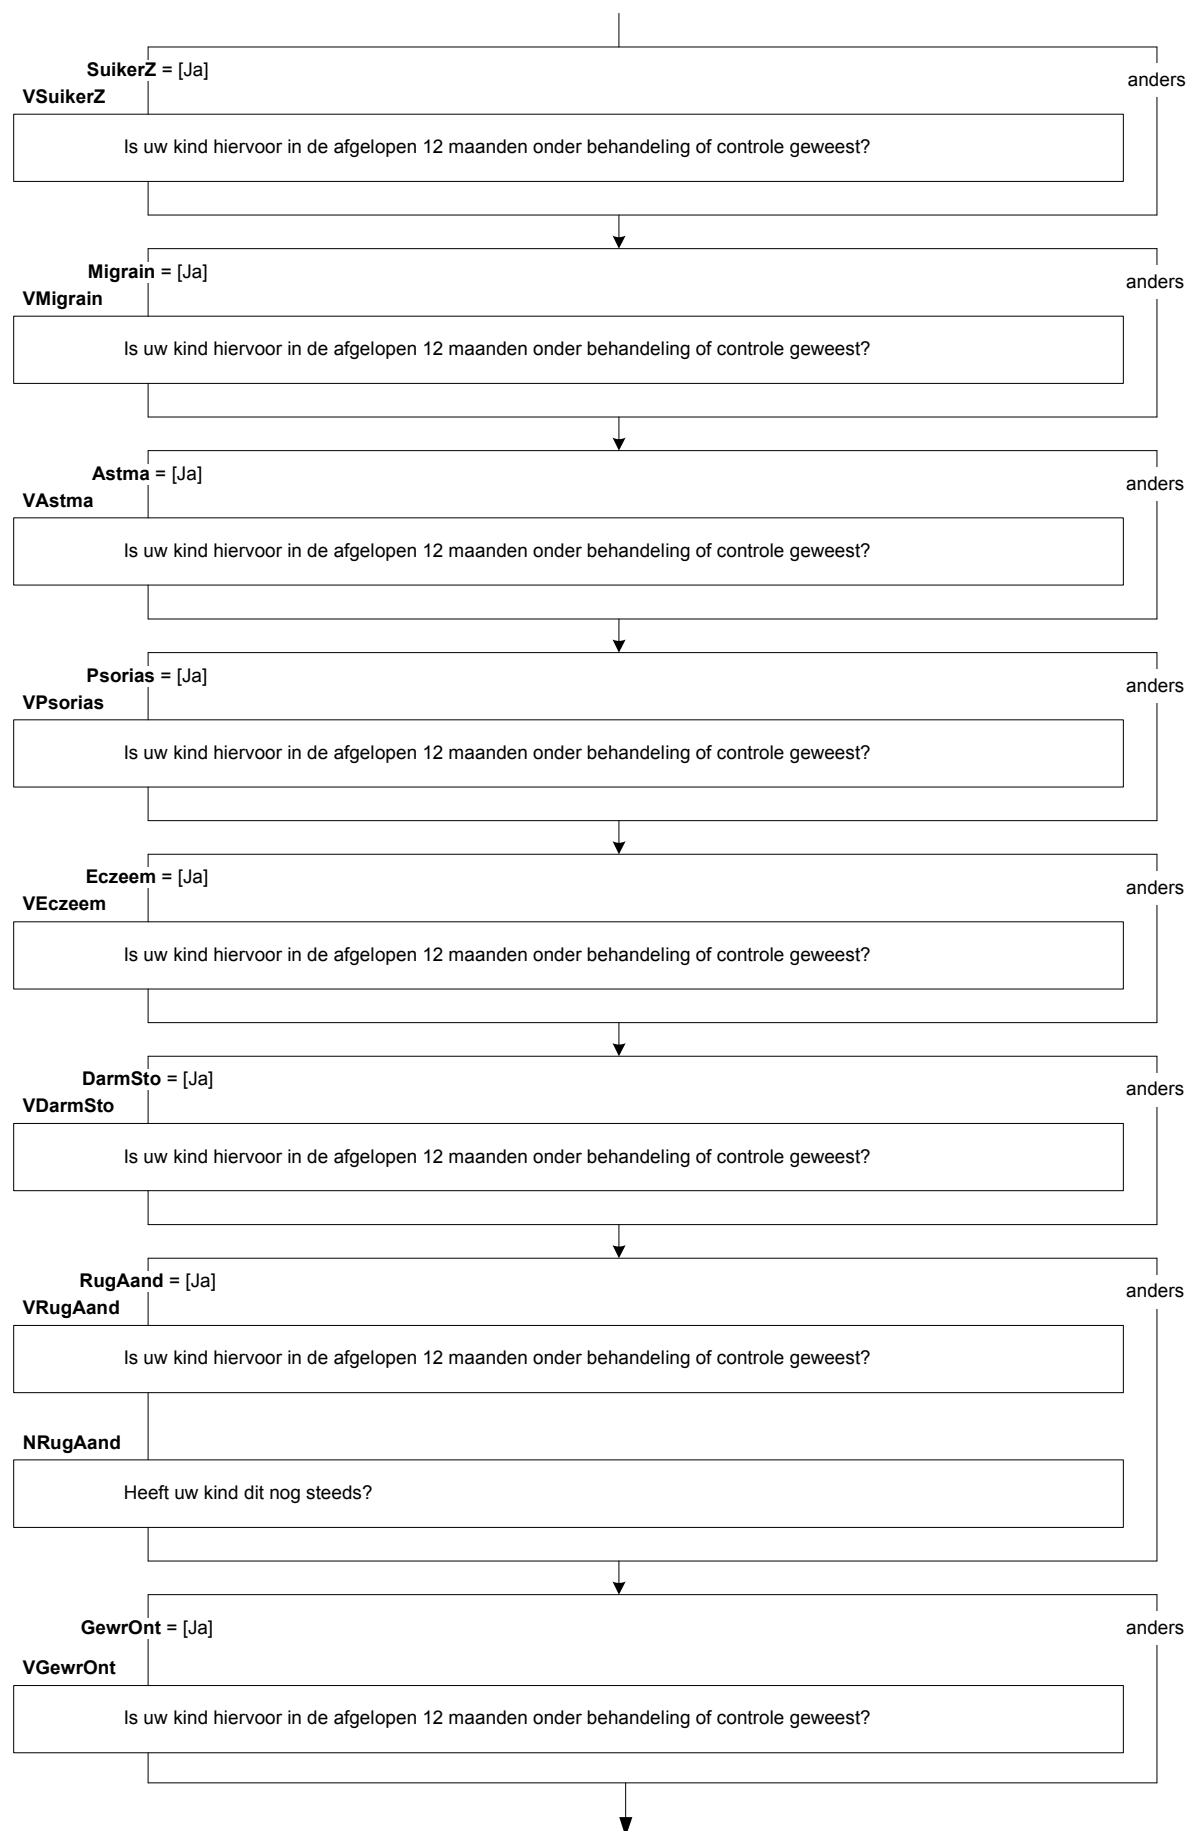 SuikerZ = [Ja]
anders
VSuikerZ
Is uw kind hiervoor in de afgelopen 12 maanden onder behandeling of controle geweest?
Migrain = [Ja]
anders
VMigrain
Is uw kind hiervoor in de afgelopen 12 maanden onder behandeling of controle geweest?
Astma = [Ja]
anders
VAstma
Is uw kind hiervoor in de afgelopen 12 maanden onder behandeling of controle geweest?
Psorias = [Ja]
anders
VPsorias
Is uw kind hiervoor in de afgelopen 12 maanden onder behandeling of controle geweest?
Eczeem = [Ja]
anders
VEczeem
Is uw kind hiervoor in de afgelopen 12 maanden onder behandeling of controle geweest?
DarmSto = [Ja]
anders
VDarmSto
Is uw kind hiervoor in de afgelopen 12 maanden onder behandeling of controle geweest?
RugAand = [Ja]
anders
VRugAand
Is uw kind hiervoor in de afgelopen 12 maanden onder behandeling of controle geweest?
NRugAand
Heeft uw kind dit nog steeds?
GewrOnt = [Ja]
anders
VGewrOnt
Is uw kind hiervoor in de afgelopen 12 maanden onder behandeling of controle geweest?